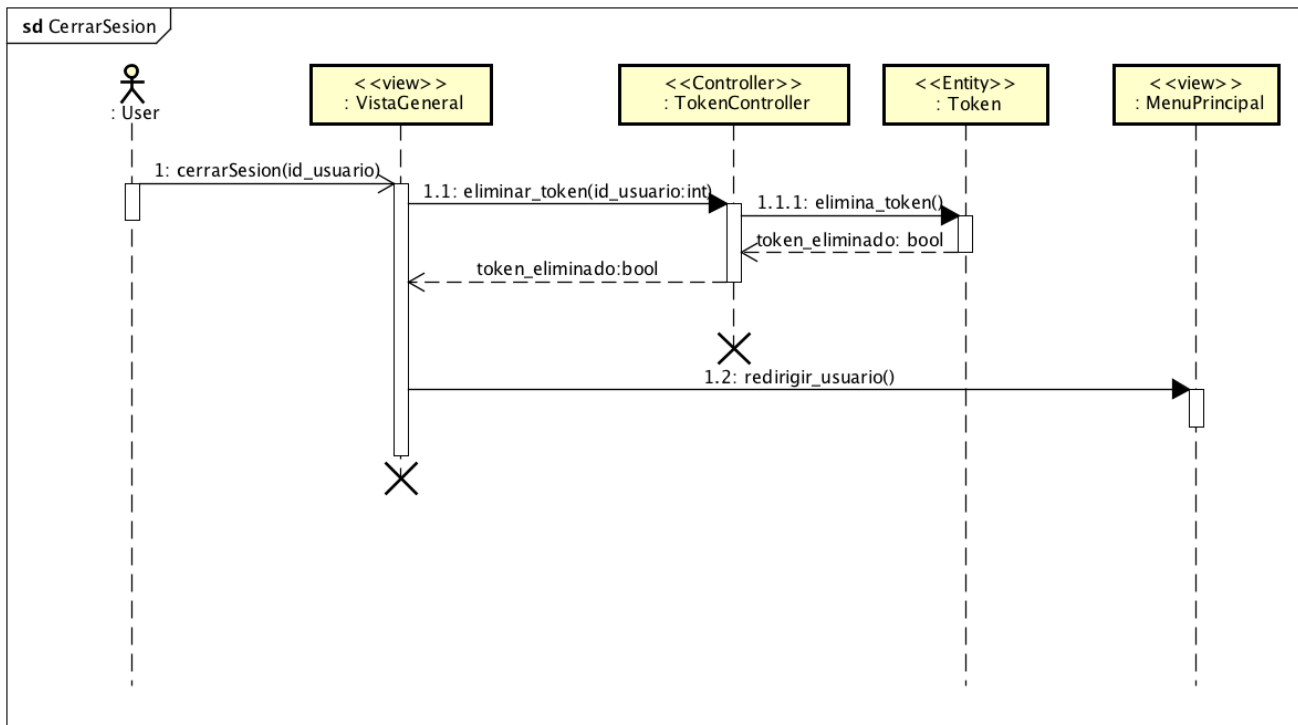 sd CerrarSesion
: User
<<view>>
: VistaGeneral
<<Controller>>
: TokenController
<<Entity>>
: Token
<<view>>
: MenuPrincipal
1: cerrarSesion(id_usuario)
1.1: eliminar_token(id_usuario:int)
1.1.1: elimina_token()
token_eliminado: bool
token_eliminado:bool
1.2: redirigir_usuario()